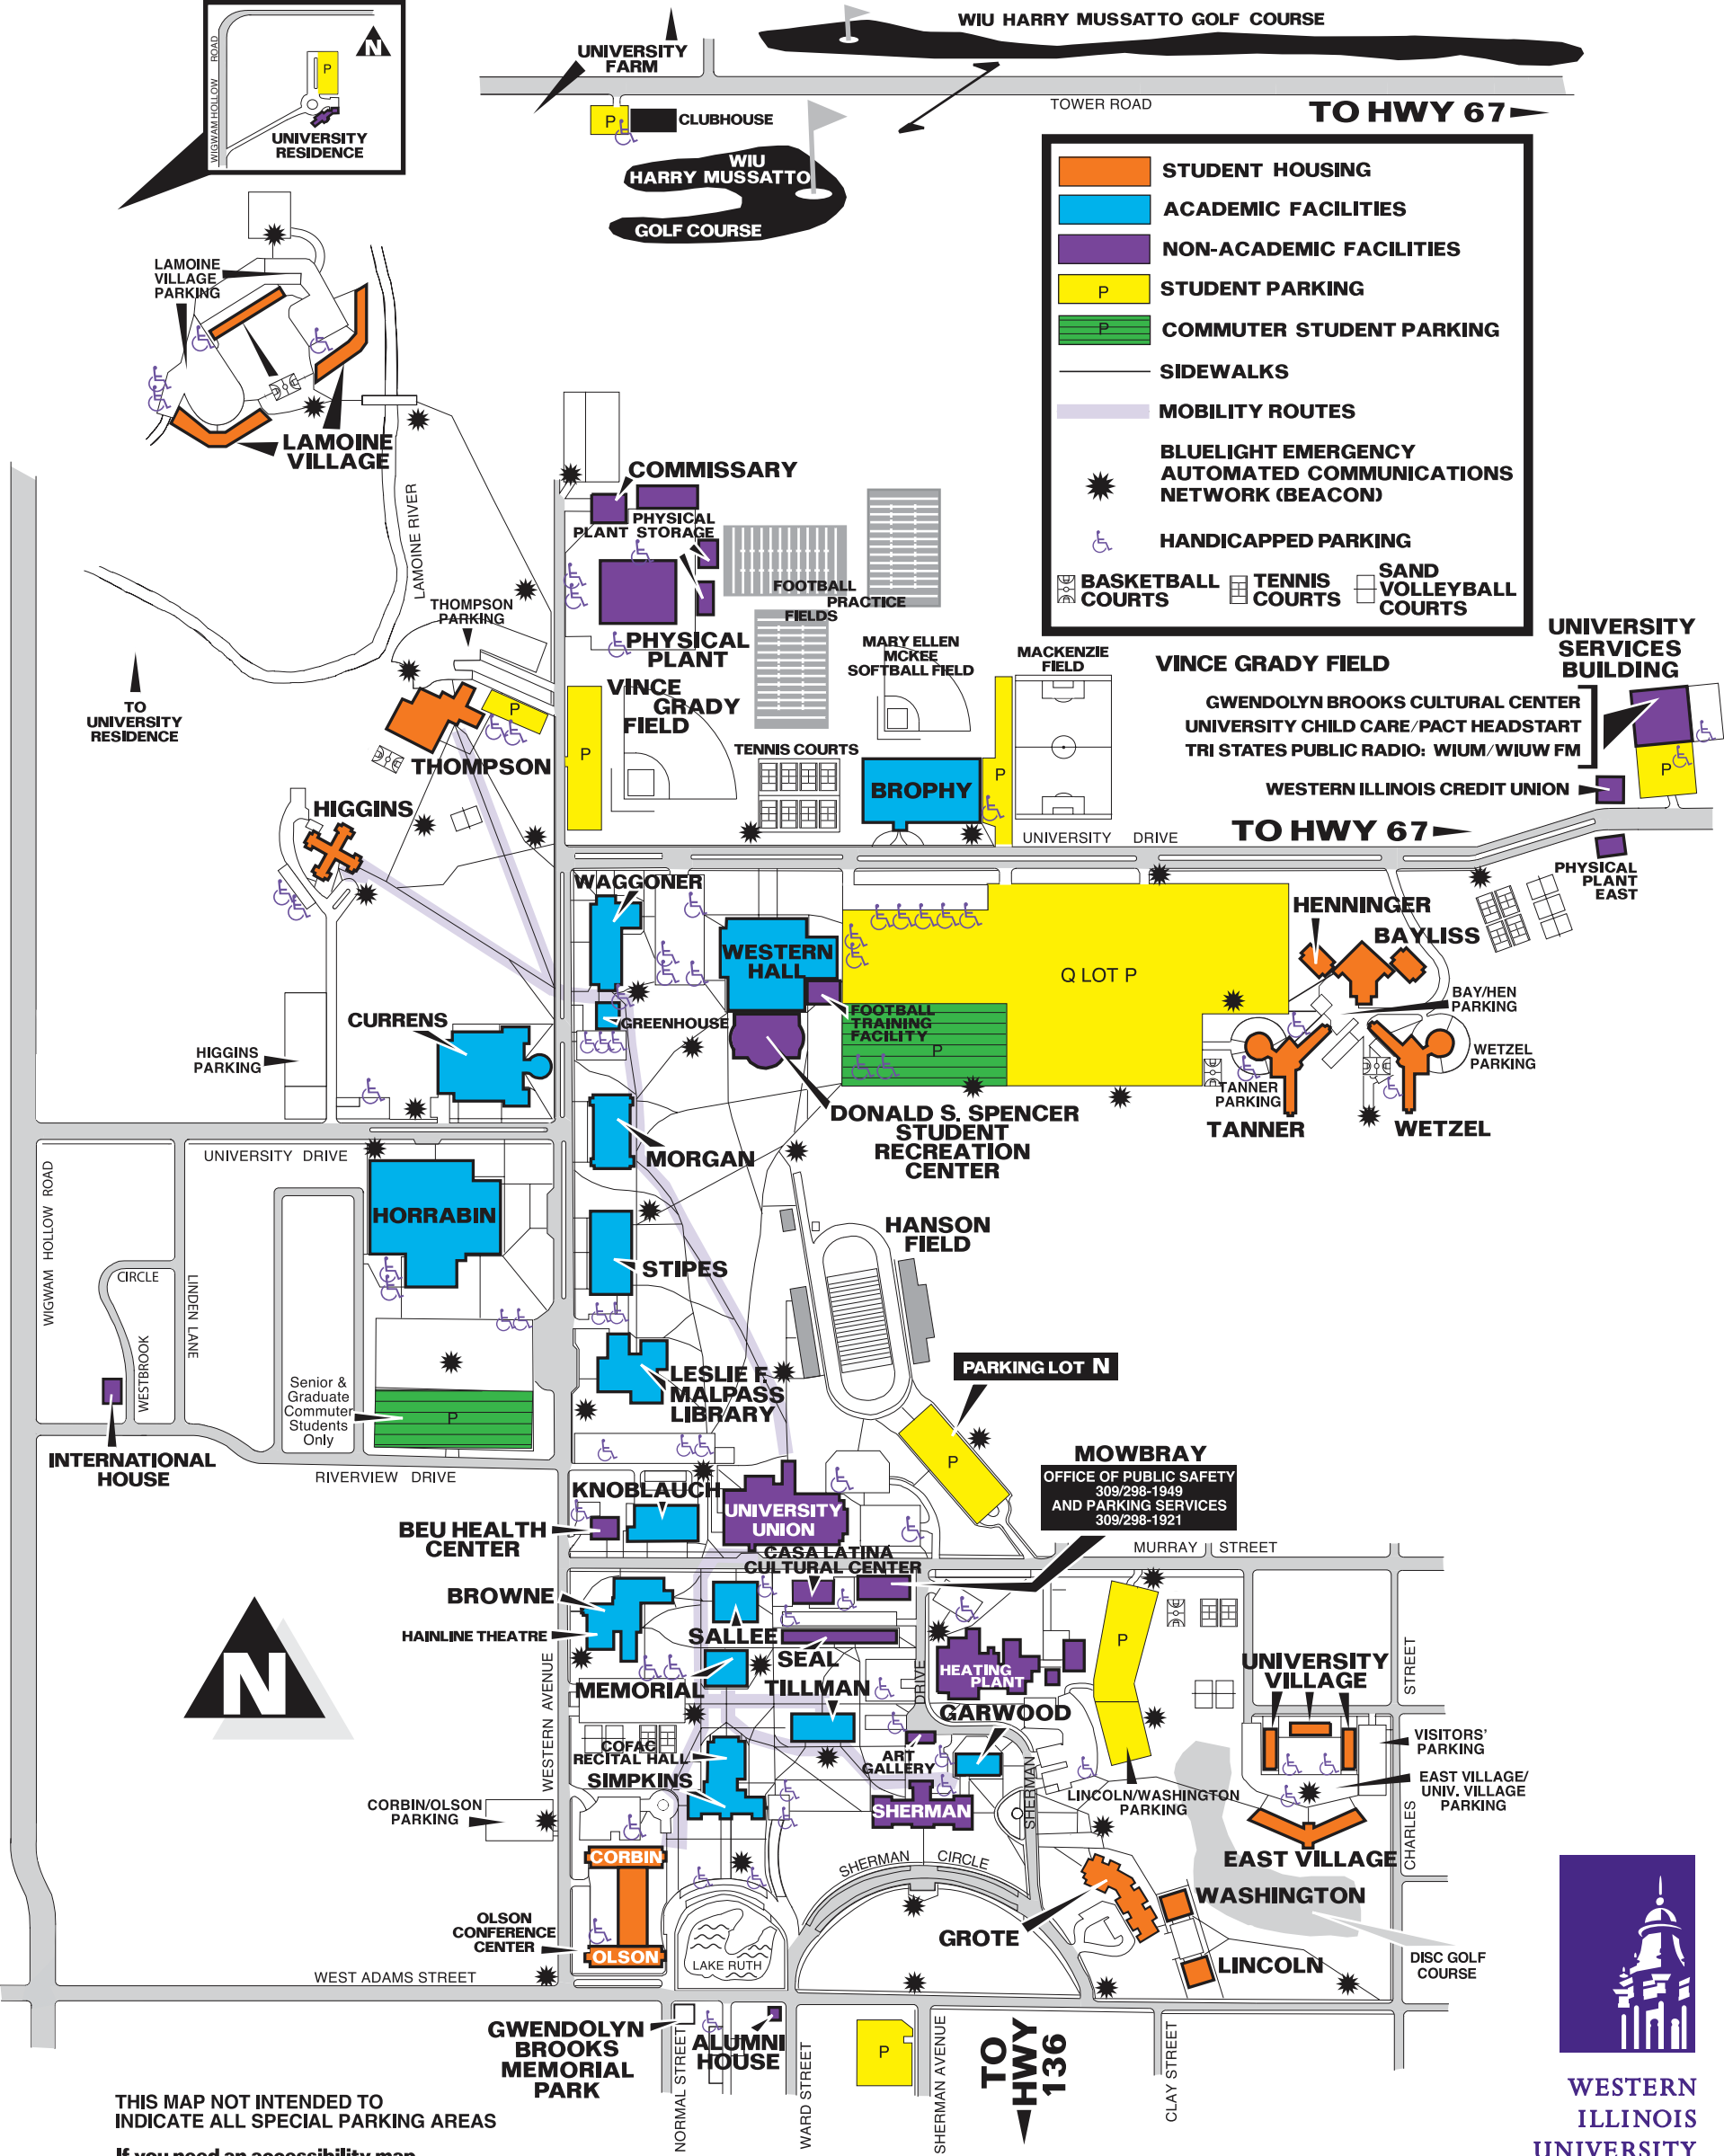 WIU HARRY MUSSATTO GOLF COURSE
UNIVERSITY
FARM
TOWER ROAD
TO HWY 67
P
CLUBHOUSE
WIU
HARRY MUSSATTO
GOLF COURSE
WIGWAM HOLLOW ROAD
N
P
UNIVERSITY
RESIDENCE
STUDENT HOUSING
ACADEMIC FACILITIES
NON-ACADEMIC FACILITIES
P
STUDENT PARKING
P
COMMUTER STUDENT PARKING
SIDEWALKS
MOBILITY ROUTES
BLUELIGHT EMERGENCY
AUTOMATED COMMUNICATIONS
NETWORK (BEACON)
HANDICAPPED PARKING
BASKETBALL
COURTS
TENNIS
COURTS
SAND
VOLLEYBALL
COURTS
LAMOINE
VILLAGE
PARKING
LAMOINE
VILLAGE
LAMOINE RIVER
COMMISSARY
PHYSICAL
PLANT STORAGE
FOOTBALL
PRACTICE
FIELDS
PHYSICAL
PLANT
THOMPSON
PARKING
P
THOMPSON
TO
UNIVERSITY
RESIDENCE
VINCE
GRADY
FIELD
P
MARY ELLEN
MCKEE
SOFTBALL FIELD
MACKENZIE
FIELD
VINCE GRADY FIELD
TENNIS COURTS
BROPHY
P
UNIVERSITY
SERVICES
BUILDING
GWENDOLYN BROOKS CULTURAL CENTER
UNIVERSITY CHILD CARE/PACT HEADSTART
TRI STATES PUBLIC RADIO: WIUM/WIUW FM
P
WESTERN ILLINOIS CREDIT UNION
UNIVERSITY DRIVE
TO HWY 67
PHYSICAL
PLANT
EAST
HIGGINS
WAGGONER
WESTERN
HALL
Q LOT P
HENNINGER
BAYLISS
BAY/HEN
PARKING
GREENHOUSE
FOOTBALL
TRAINING
FACILITY
P
CURRENS
HIGGINS
PARKING
WETZEL
PARKING
TANNER
PARKING
TANNER
WETZEL
DONALD S. SPENCER
STUDENT
RECREATION
CENTER
MORGAN
UNIVERSITY DRIVE
HORRABIN
WIGWAM HOLLOW ROAD
CIRCLE
WESTBROOK
LINDEN LANE
STIPES
HANSON
FIELD
LESLIE F.
MALPASS
LIBRARY
PARKING LOT N
P
Senior &
Graduate
Commuter
Students
Only
P
INTERNATIONAL
HOUSE
RIVERVIEW DRIVE
MOWBRAY
OFFICE OF PUBLIC SAFETY
309/298-1949
AND PARKING SERVICES
309/298-1921
KNOBLAUCH
UNIVERSITY
UNION
BEU HEALTH
CENTER
CASA LATINA
CULTURAL CENTER
MURRAY STREET
BROWNE
HAINLINE THEATRE
SALLEE
SEAL
MEMORIAL
TILLMAN
HEATING
PLANT
P
UNIVERSITY
VILLAGE
N
WESTERN AVENUE
COFAC
RECITAL HALL
SIMPKINS
ART
GALLERY
GARWOOD
SHERMAN
SHERMAN DRIVE
LINCOLN/WASHINGTON
PARKING
VISITORS'
PARKING
EAST VILLAGE/
UNIV. VILLAGE
PARKING
CHARLES STREET
CORBIN/OLSON
PARKING
CORBIN
EAST VILLAGE
SHERMAN CIRCLE
WASHINGTON
GROTE
LINCOLN
DISC GOLF
COURSE
OLSON
CONFERENCE
CENTER
OLSON
LAKE RUTH
WEST ADAMS STREET
GWENDOLYN
BROOKS
MEMORIAL
PARK
NORMAL STREET
ALUMNI
HOUSE
WARD STREET
P
SHERMAN AVENUE
TO
HWY
136
CLAY STREET
THIS MAP NOT INTENDED TO
INDICATE ALL SPECIAL PARKING AREAS
If you need an accessibility map
WESTERN
ILLINOIS
UNIVERSITY